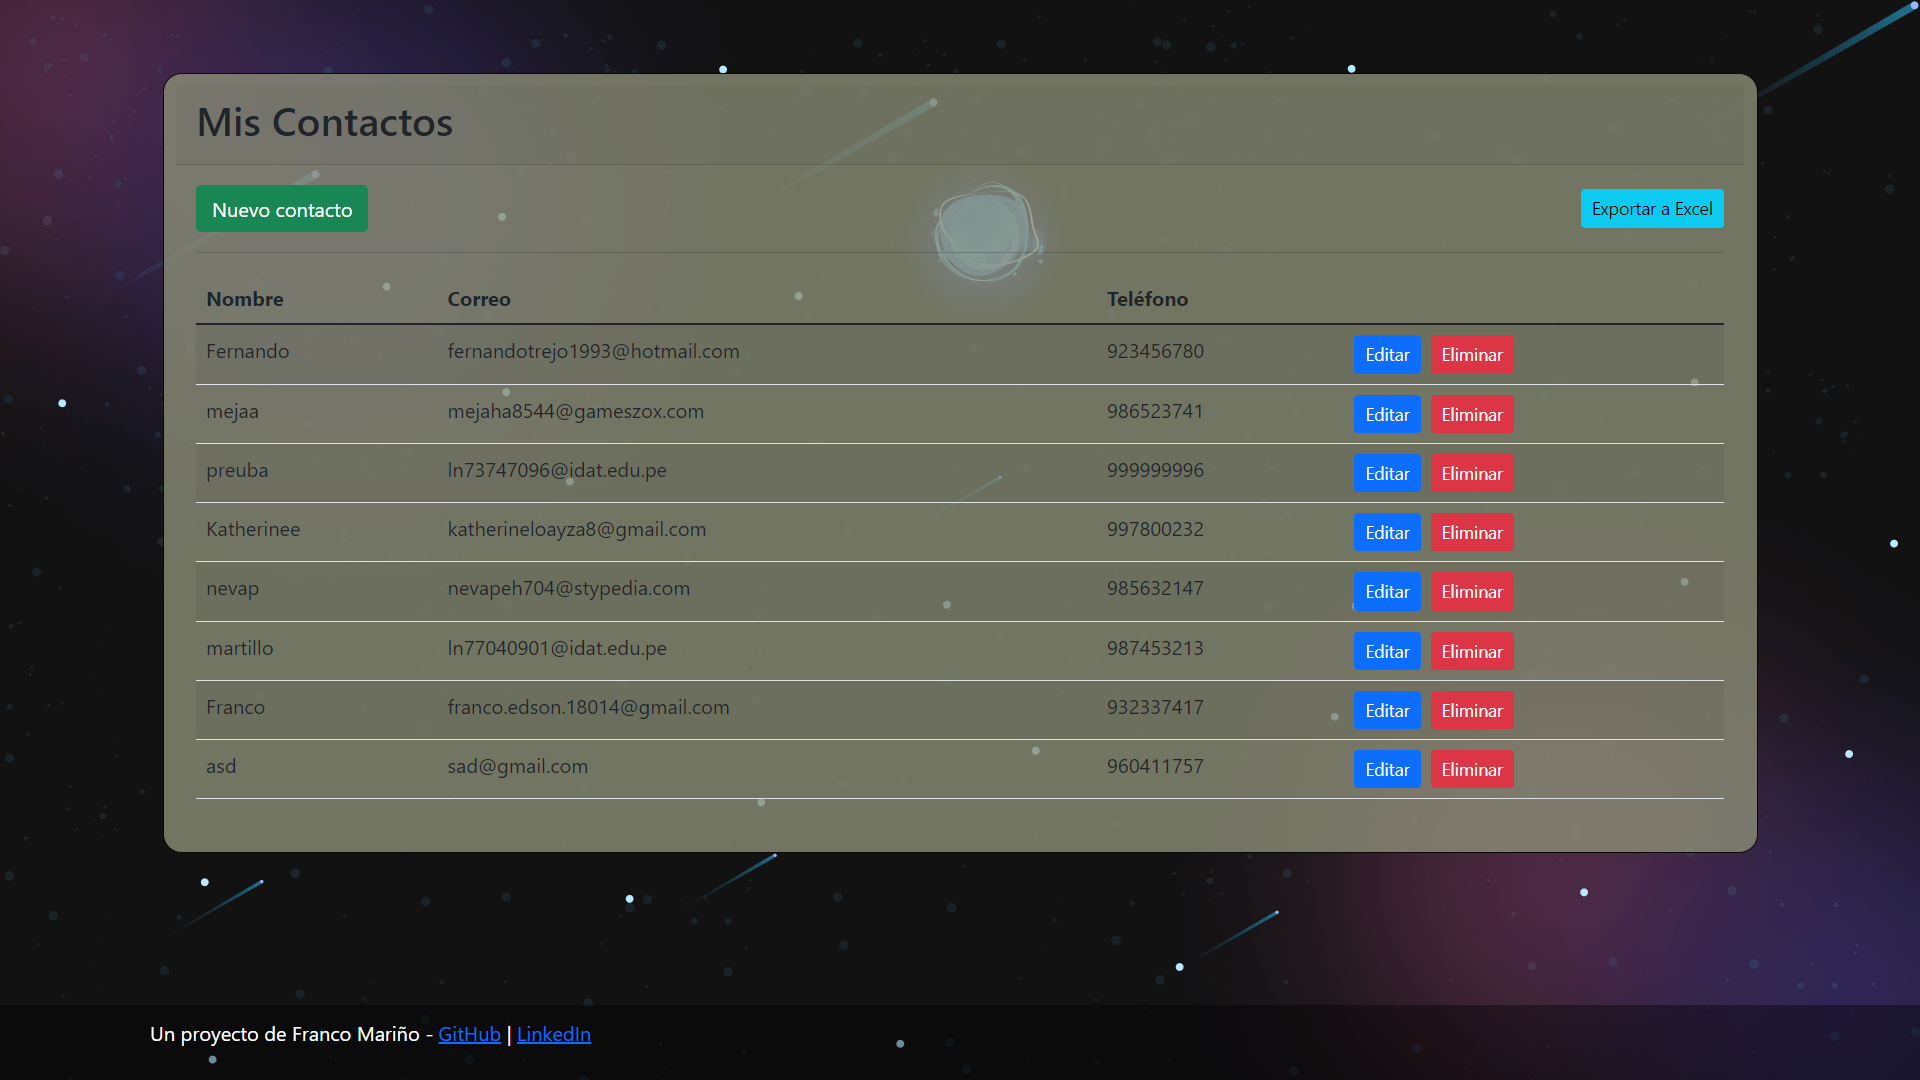 Mis Contactos
Nuevo contacto Exportar a Excel
Nombre Correo Teléfono
Fernando fernandotrejo1993@hotmail.com 923456780 Editar Eliminar
mejaa mejaha8544@gameszox.com 986523741 Editar Eliminar
preuba ln73747096@idat.edu.pe 999999996 Editar Eliminar
Katherinee katherineloayza8@gmail.com 997800232 Editar Eliminar
nevap nevapeh704@stypedia.com 985632147 Editar Eliminar
martillo ln77040901@idat.edu.pe 987453213 Editar Eliminar
Franco franco.edson.18014@gmail.com 932337417 Editar Eliminar
asd sad@gmail.com 960411757 Editar Eliminar
Un proyecto de Franco Mariño - GitHub | LinkedIn